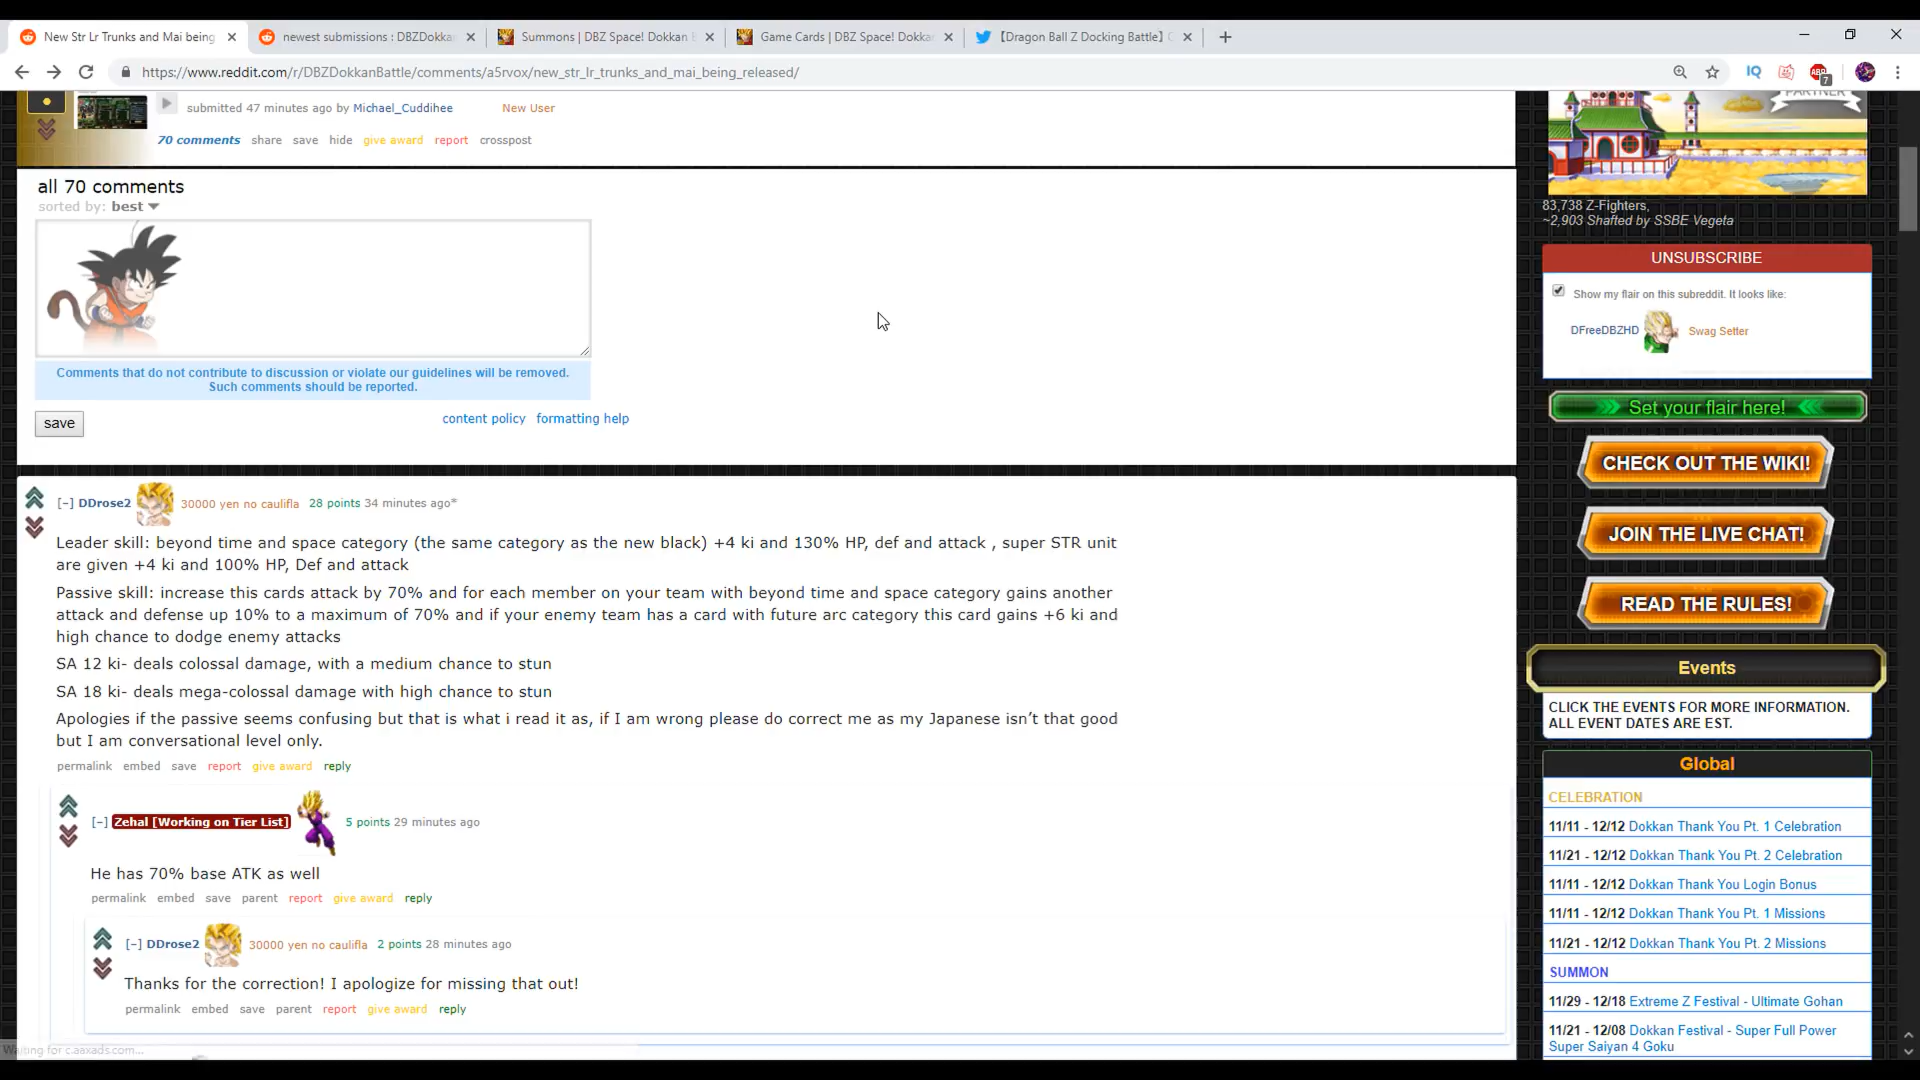 New Str Lr Trunks and Mai being
newest submissions : DBZDokkan
Summons | DBZ Space! Dokkan B
Game Cards | DBZ Space! Dokkan
【Dragon Ball Z Docking Battle】G
https://www.reddit.com/r/DBZDokkanBattle/comments/a5rvox/new_str_lr_trunks_and_mai_being_released/
IQ
ABP
7
submitted 47 minutes ago by Michael_Cuddihee New User
70 comments share save hide give award report crosspost
all 70 comments
sorted by: best
Comments that do not contribute to discussion or violate our guidelines will be removed.
Such comments should be reported.
save
content policy formatting help
[–] DDrose2 30000 yen no caulifla 28 points 34 minutes ago*
Leader skill: beyond time and space category (the same category as the new black) +4 ki and 130% HP, def and attack , super STR unit
are given +4 ki and 100% HP, Def and attack
Passive skill: increase this cards attack by 70% and for each member on your team with beyond time and space category gains another
attack and defense up 10% to a maximum of 70% and if your enemy team has a card with future arc category this card gains +6 ki and
high chance to dodge enemy attacks
SA 12 ki- deals colossal damage, with a medium chance to stun
SA 18 ki- deals mega-colossal damage with high chance to stun
Apologies if the passive seems confusing but that is what i read it as, if I am wrong please do correct me as my Japanese isn't that good
but I am conversational level only.
permalink embed save report give award reply
[–] Zehal [Working on Tier List] 5 points 29 minutes ago
He has 70% base ATK as well
permalink embed save parent report give award reply
[–] DDrose2 30000 yen no caulifla 2 points 28 minutes ago
Thanks for the correction! I apologize for missing that out!
permalink embed save parent report give award reply
Waiting for c.aaxads.com...
PARTNER
83,738 Z-Fighters,
~2,903 Shafted by SSBE Vegeta
UNSUBSCRIBE
Show my flair on this subreddit. It looks like:
DFreeDBZHD Swag Setter
Set your flair here!
CHECK OUT THE WIKI!
JOIN THE LIVE CHAT!
READ THE RULES!
Events
CLICK THE EVENTS FOR MORE INFORMATION.
ALL EVENT DATES ARE EST.
Global
CELEBRATION
11/11 - 12/12 Dokkan Thank You Pt. 1 Celebration
11/21 - 12/12 Dokkan Thank You Pt. 2 Celebration
11/11 - 12/12 Dokkan Thank You Login Bonus
11/11 - 12/12 Dokkan Thank You Pt. 1 Missions
11/21 - 12/12 Dokkan Thank You Pt. 2 Missions
SUMMON
11/29 - 12/18 Extreme Z Festival - Ultimate Gohan
11/21 - 12/08 Dokkan Festival - Super Full Power
Super Saiyan 4 Goku